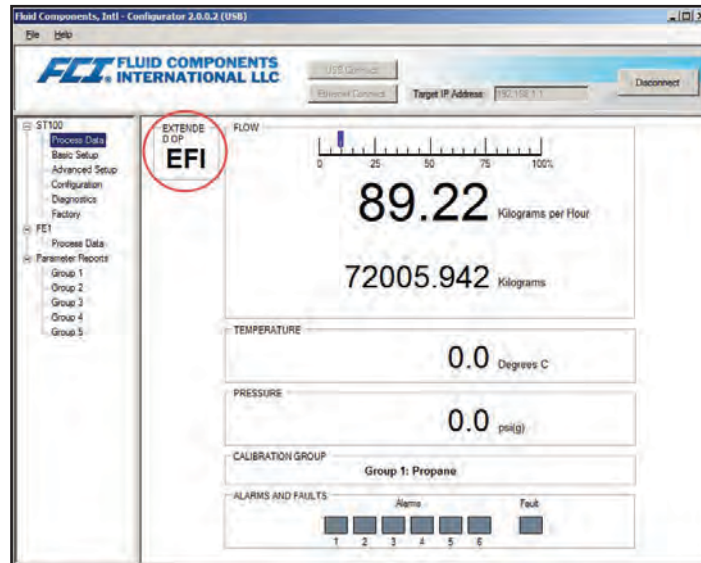 Fluid Components, Intl - Configurator 2.0.0.2 (USB)
File Help
FCI. FLUID COMPONENTS
INTERNATIONAL LLC
USB Connect
Ethernet Connect
Target IP Address
192.168.1.1
Disconnect
ST100
Process Data
Basic Setup
Advanced Setup
Configuration
Diagnostics
Factory
FE1
Process Data
Parameter Reports
Group 1
Group 2
Group 3
Group 4
Group 5
EXTENDE
D OP
EFI
FLOW
0 25 50 75 100%
89.22 Kilograms per Hour
72005.942 Kilograms
TEMPERATURE
0.0 Degrees C
PRESSURE
0.0 psi(g)
CALIBRATION GROUP
Group 1: Propane
ALARMS AND FAULTS
Alarms Fault
1 2 3 4 5 6